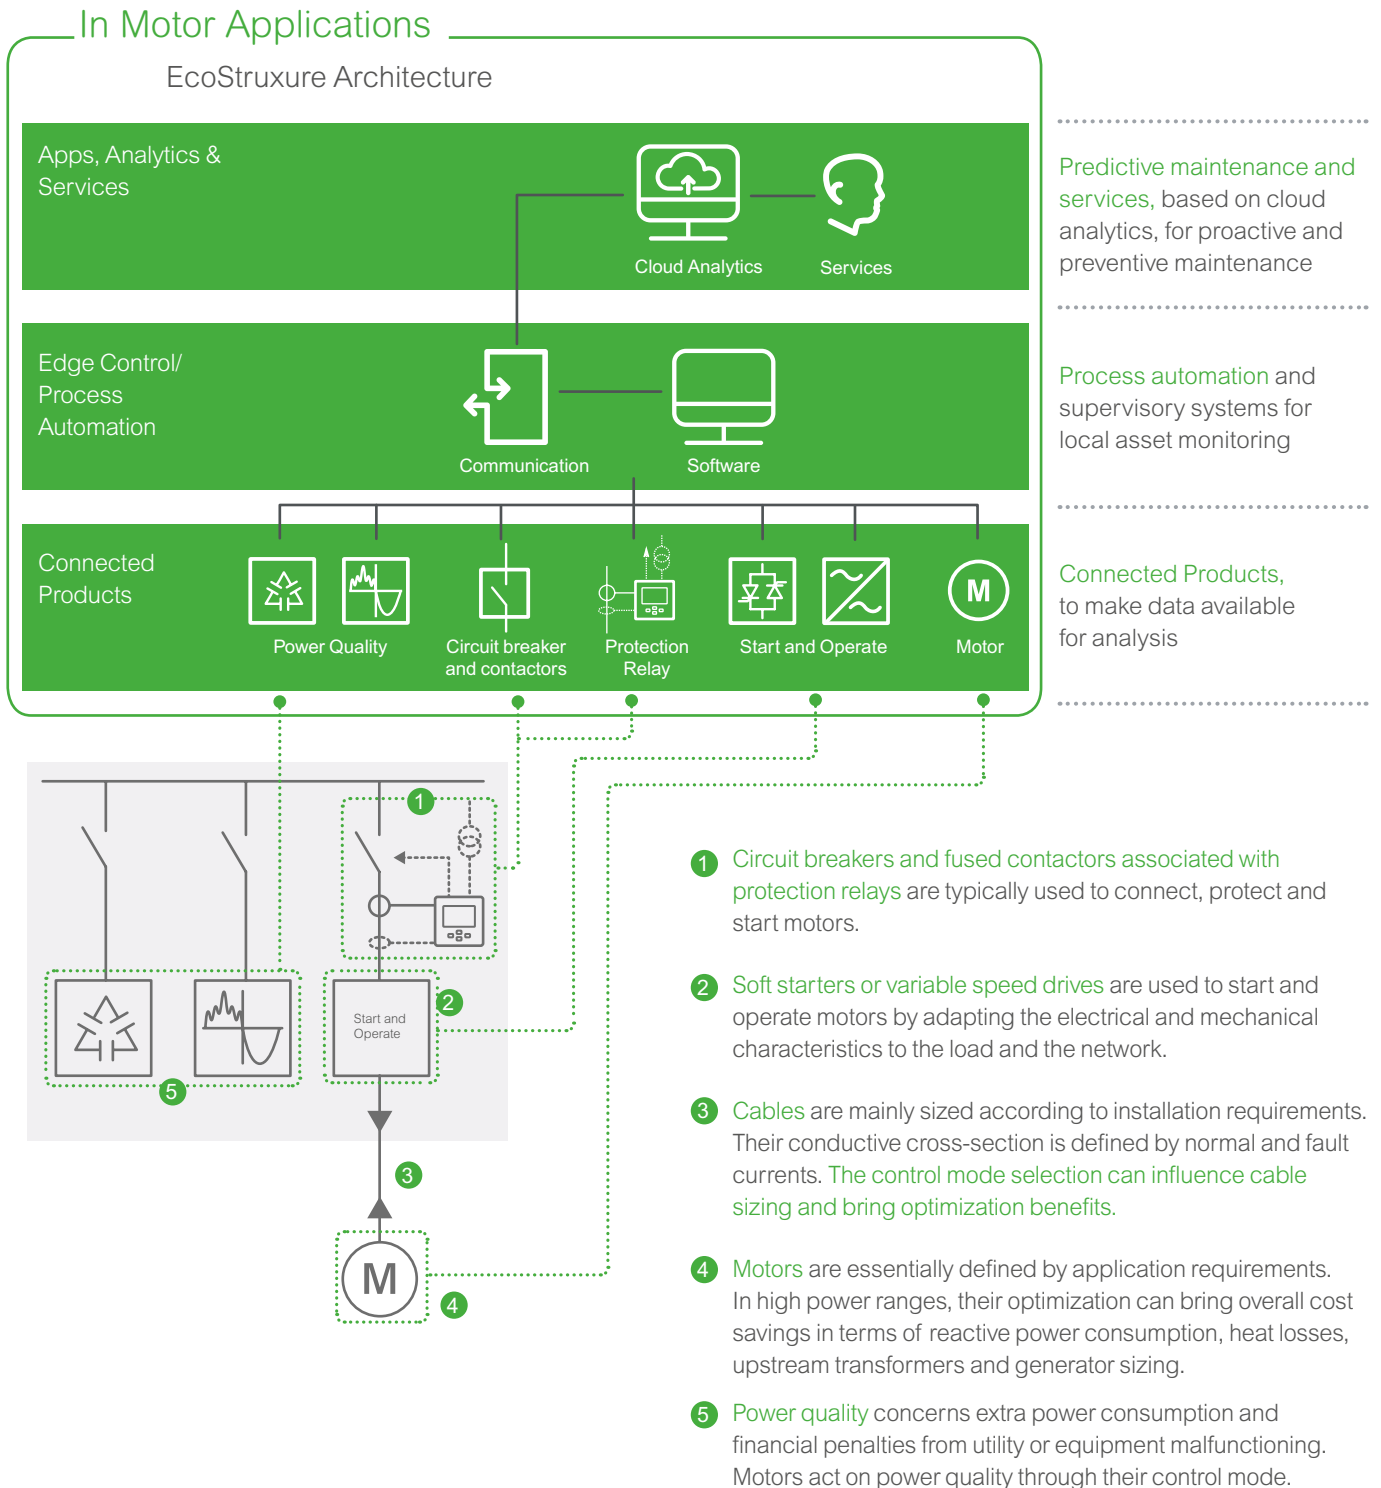 In Motor Applications
EcoStruxure Architecture
Apps, Analytics &
Services
Cloud Analytics
Services
Predictive maintenance and
services, based on cloud
analytics, for proactive and
preventive maintenance
Edge Control/
Process
Automation
Communication
Software
Process automation and
supervisory systems for
local asset monitoring
Connected
Products
Power Quality
Circuit breaker
and contactors
Protection
Relay
Start and Operate
M
Motor
Connected Products,
to make data available
for analysis
1
2
Start and
Operate
5
3
M
4
1 Circuit breakers and fused contactors associated with
protection relays are typically used to connect, protect and
start motors.
2 Soft starters or variable speed drives are used to start and
operate motors by adapting the electrical and mechanical
characteristics to the load and the network.
3 Cables are mainly sized according to installation requirements.
Their conductive cross-section is defined by normal and fault
currents. The control mode selection can influence cable
sizing and bring optimization benefits.
4 Motors are essentially defined by application requirements.
In high power ranges, their optimization can bring overall cost
savings in terms of reactive power consumption, heat losses,
upstream transformers and generator sizing.
5 Power quality concerns extra power consumption and
financial penalties from utility or equipment malfunctioning.
Motors act on power quality through their control mode.